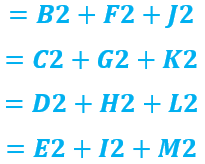 = B2 + F2 + J2
= C2 + G2 + K2
= D2 + H2 + L2
= E2 + I2 + M2